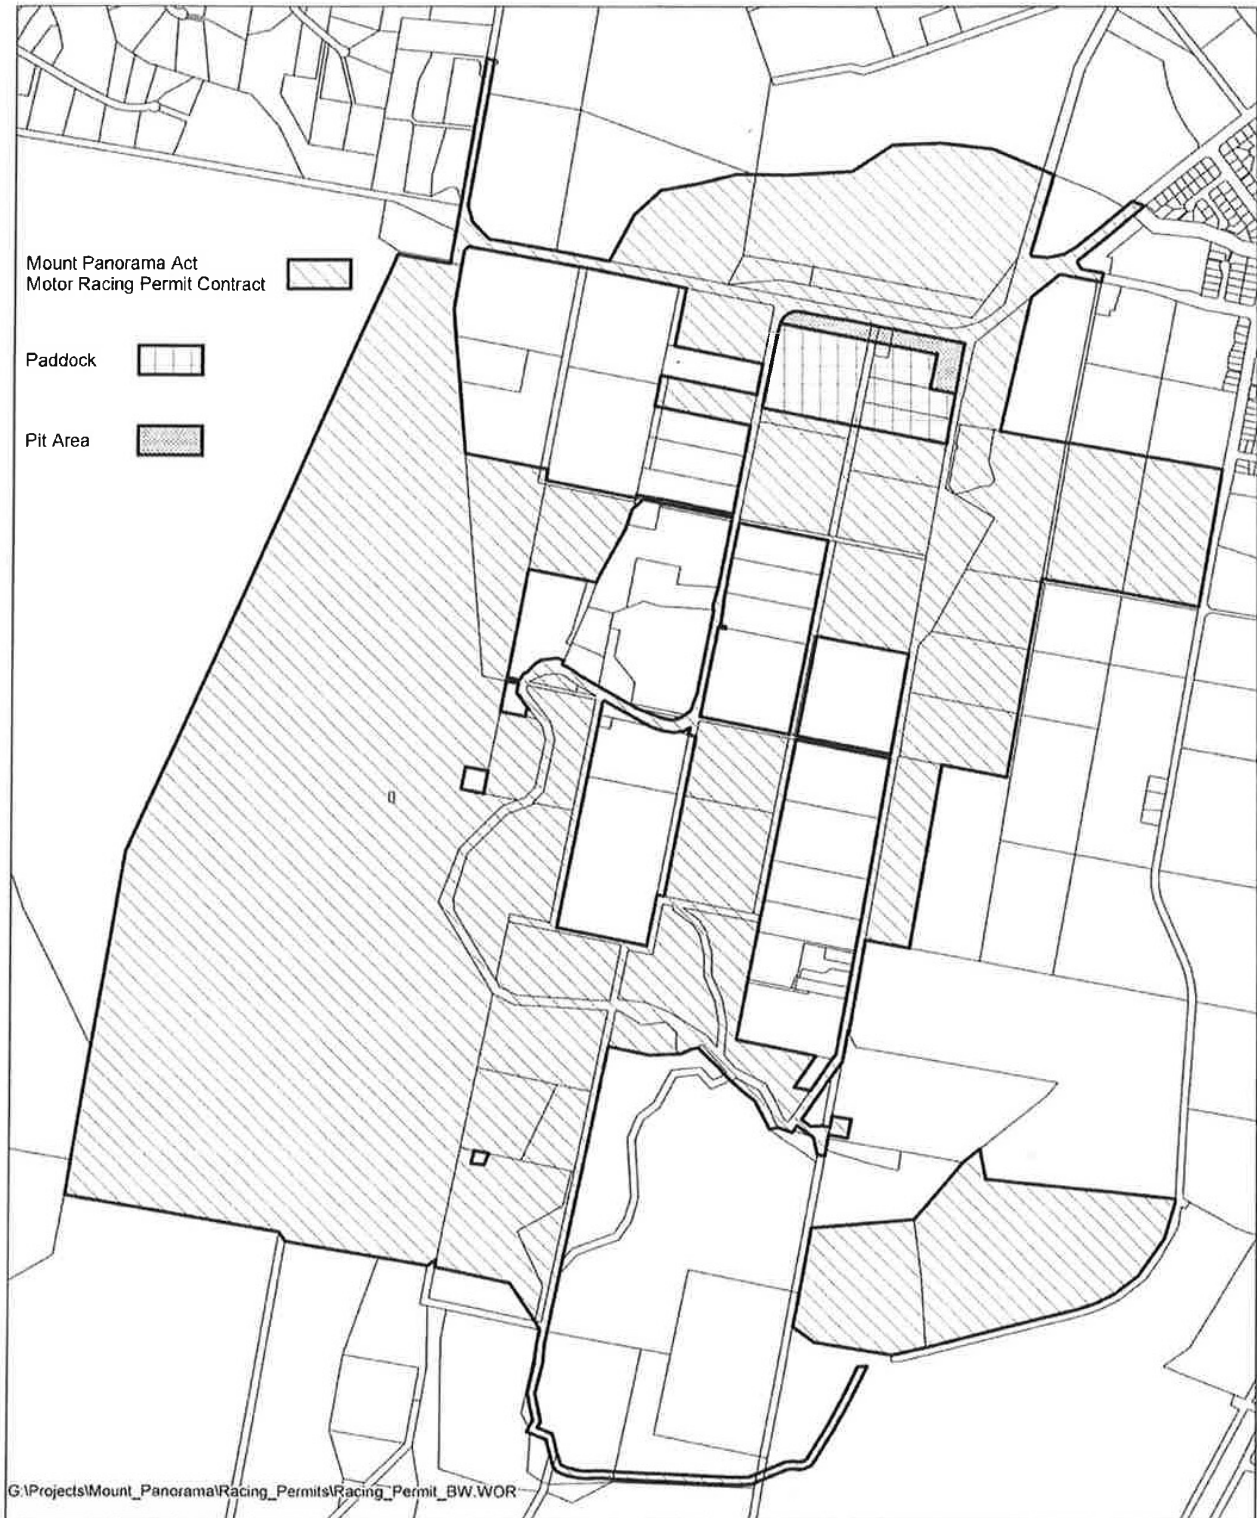 Mount Panorama Act
Motor Racing Permit Contract
Paddock
Pit Area
G:\Projects\Mount_Panorama\Racing_Permits\Racing_Permit_BW.WOR